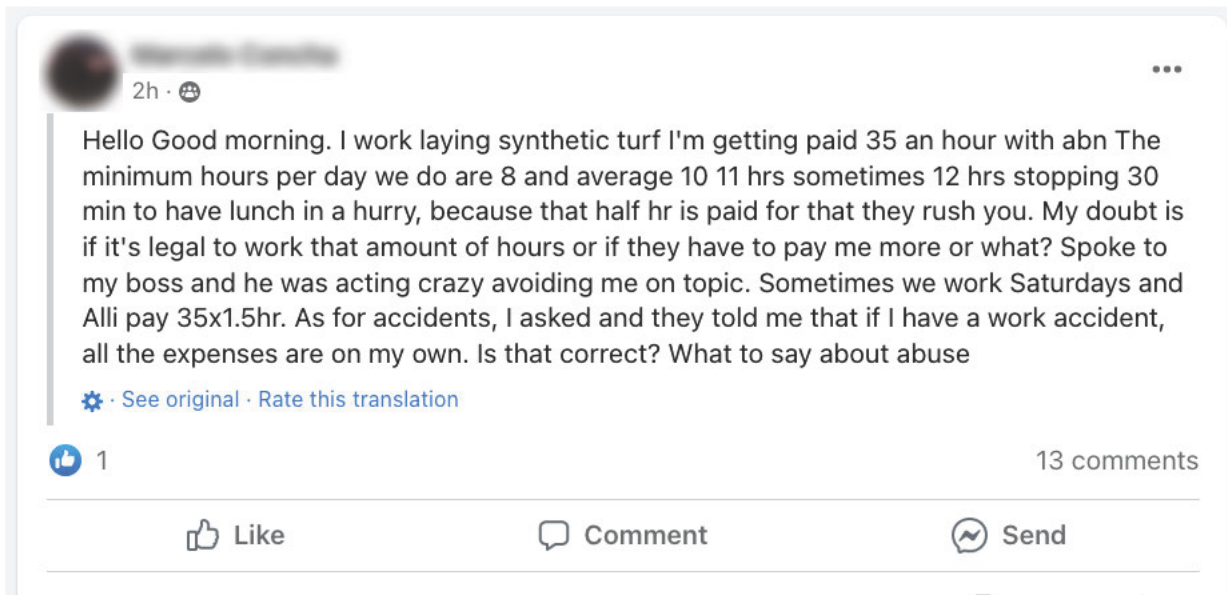 2h ·
Hello Good morning. I work laying synthetic turf I'm getting paid 35 an hour with abn The
minimum hours per day we do are 8 and average 10 11 hrs sometimes 12 hrs stopping 30
min to have lunch in a hurry, because that half hr is paid for that they rush you. My doubt is
if it's legal to work that amount of hours or if they have to pay me more or what? Spoke to
my boss and he was acting crazy avoiding me on topic. Sometimes we work Saturdays and
Alli pay 35x1.5hr. As for accidents, I asked and they told me that if I have a work accident,
all the expenses are on my own. Is that correct? What to say about abuse
· See original · Rate this translation
1 13 comments
Like Comment Send